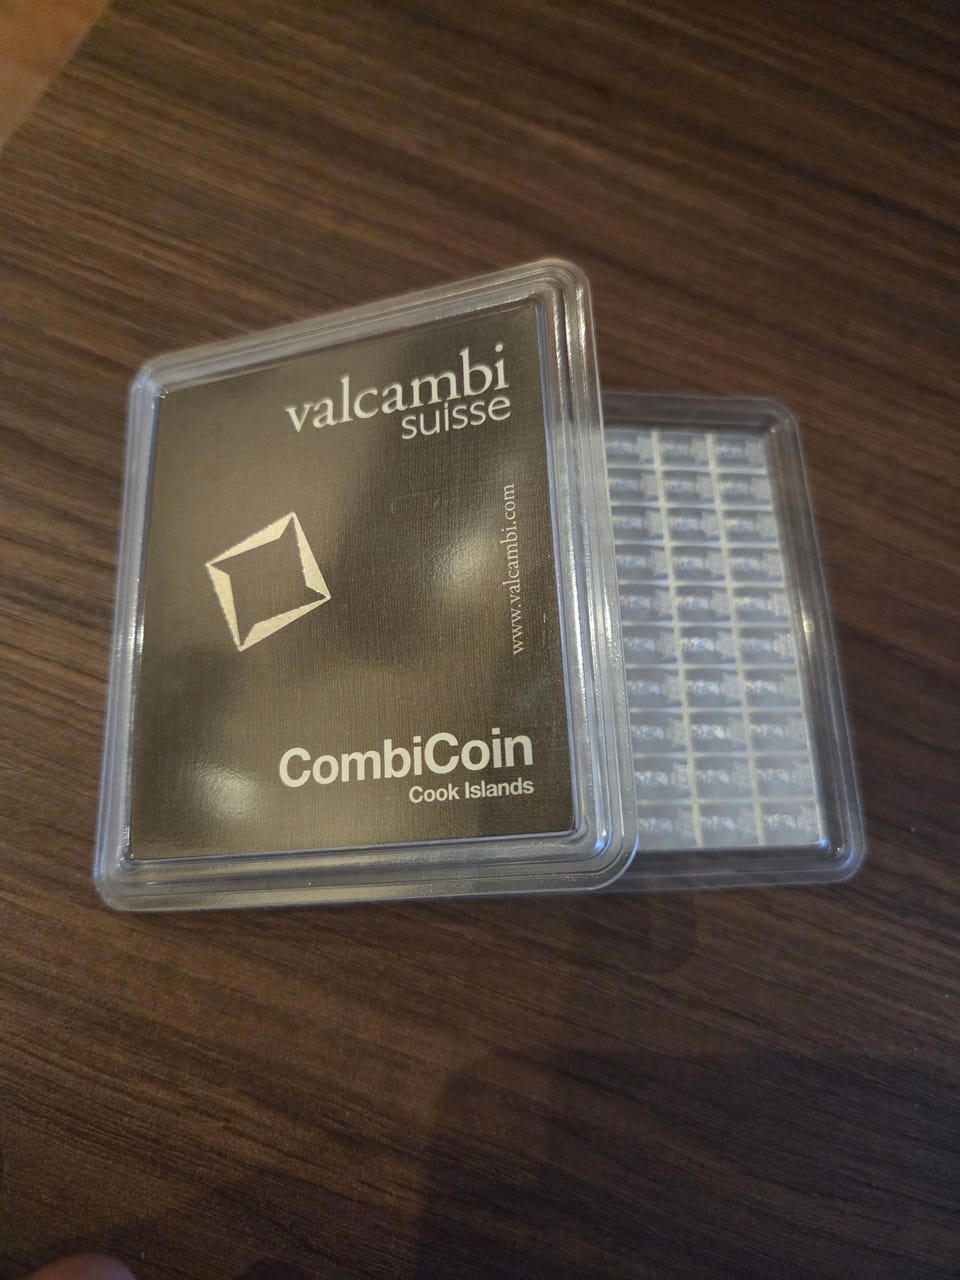 valcambi
suisse
www.valcambi.com
CombiCoin
Cook Islands